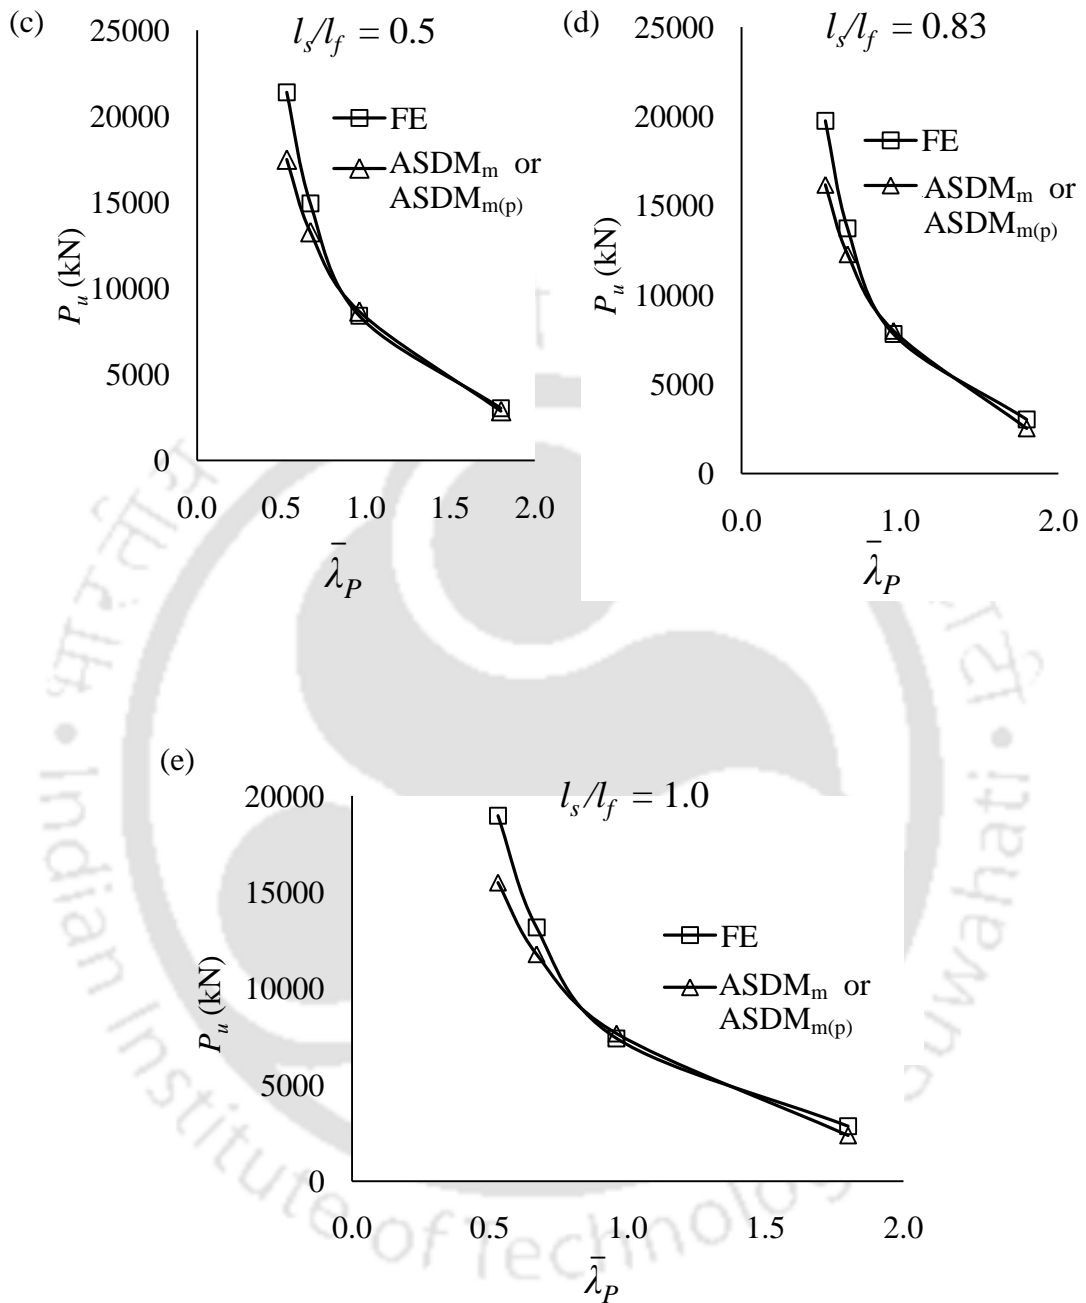 (c)
l_s/l_f = 0.5
25000
20000
15000
10000
5000
0
P_u (kN)
FE
ASDM_m or
ASDM_m(p)
0.0 0.5 1.0 1.5 2.0
λ̄_P
(d)
l_s/l_f = 0.83
25000
20000
15000
10000
5000
0
P_u (kN)
FE
ASDM_m or
ASDM_m(p)
0.0 1.0 2.0
λ̄_P
(e)
l_s/l_f = 1.0
20000
15000
10000
5000
0
P_u (kN)
FE
ASDM_m or
ASDM_m(p)
0.0 0.5 1.0 1.5 2.0
λ̄_P
Indian Institute of Technology